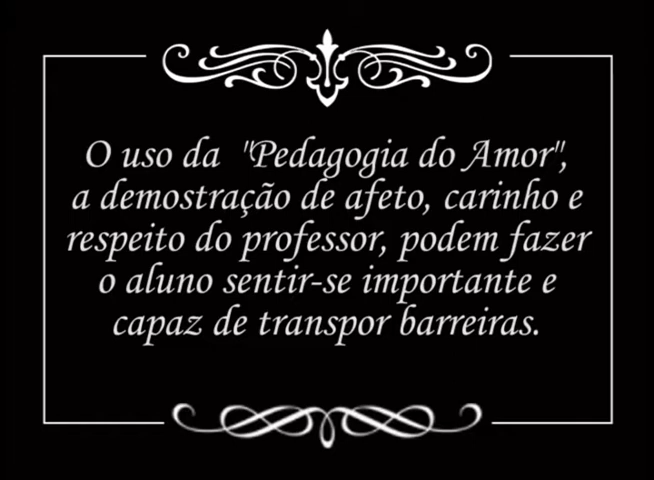 O uso da "Pedagogia do Amor",
a demostração de afeto, carinho e
respeito do professor, podem fazer
o aluno sentir-se importante e
capaz de transpor barreiras.